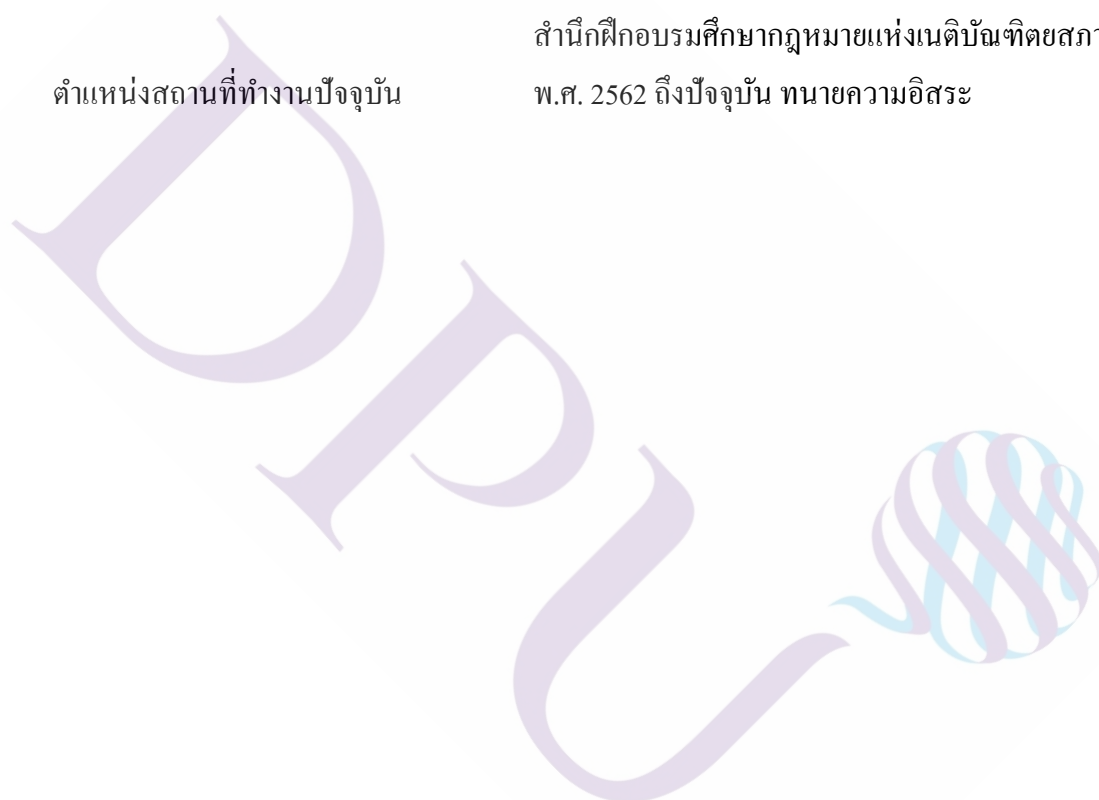 สำนึกฝึกอบรมศึกษากฎหมายแห่งเนติบัณฑิตยสภา
ตำแหน่งสถานที่ทำงานปัจจุบัน พ.ศ. 2562 ถึงปัจจุบัน ทนายความอิสระ
DPU